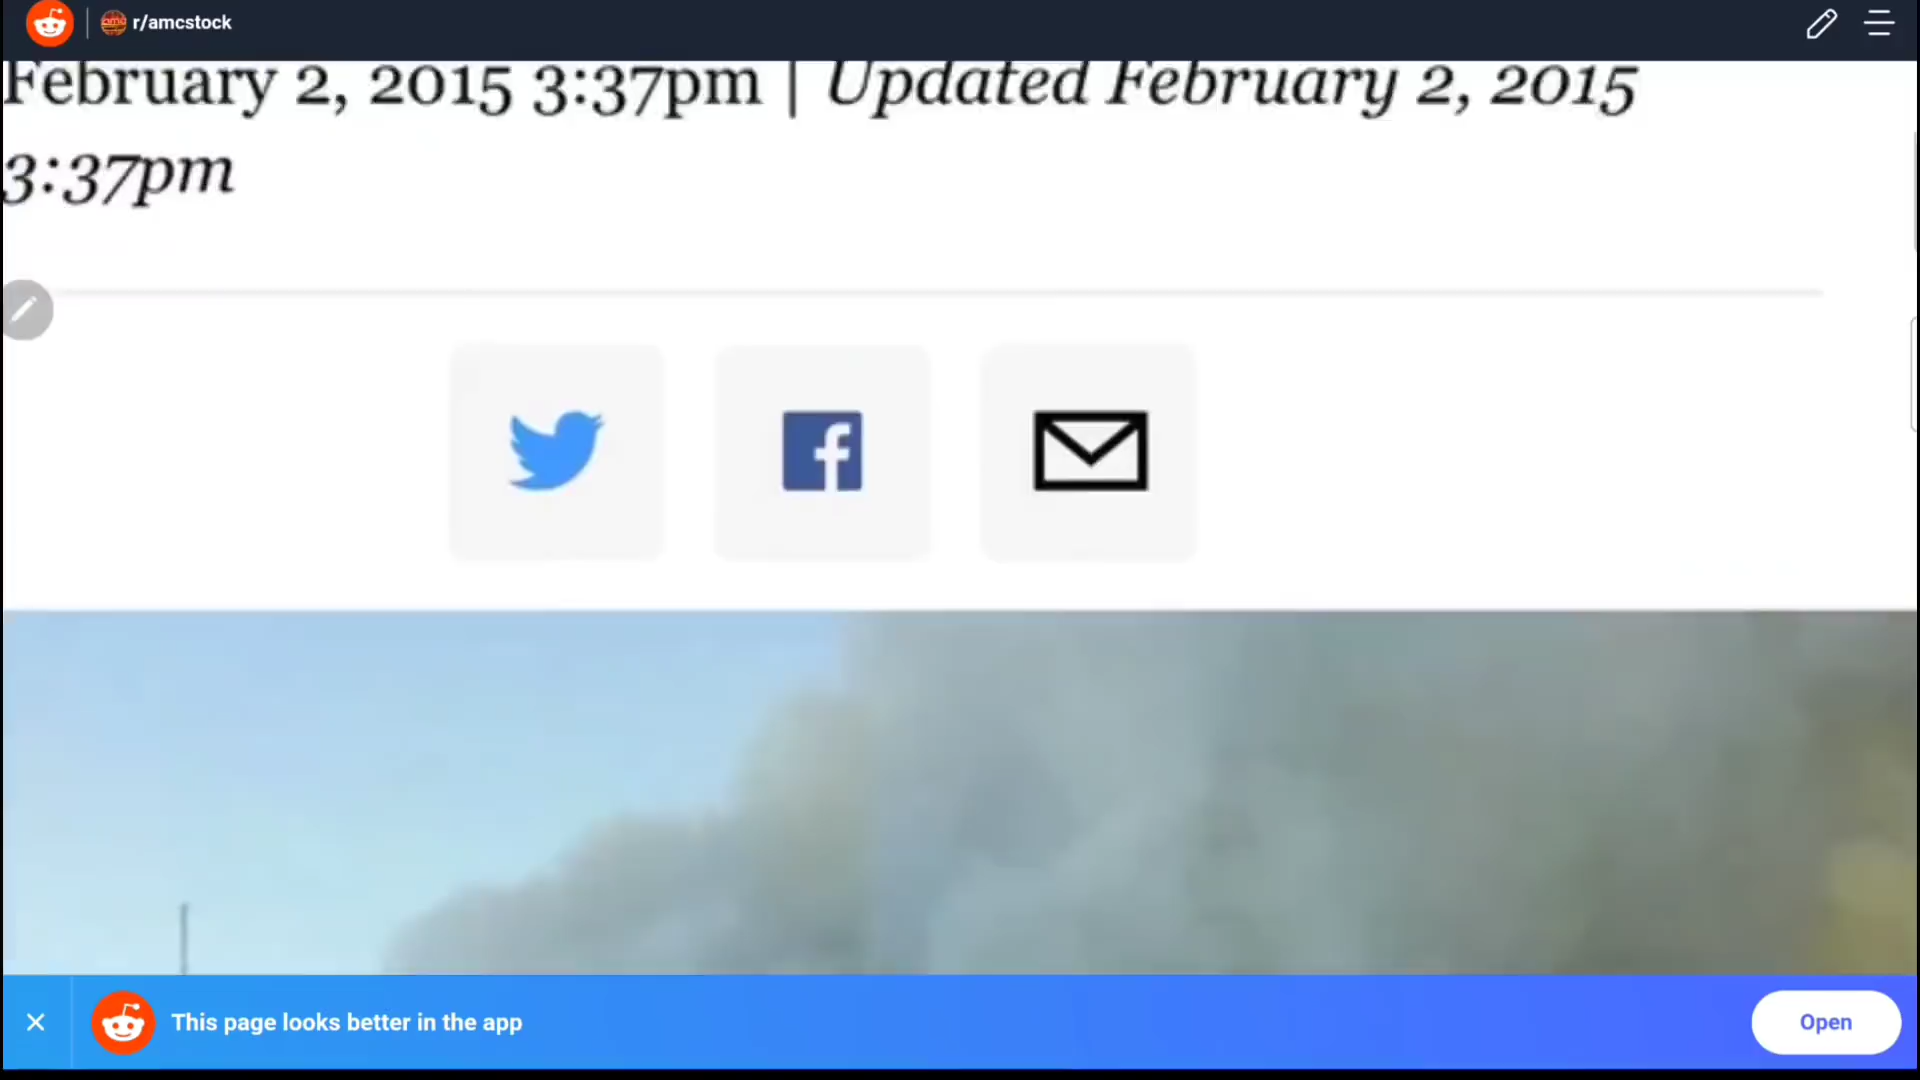 r/amcstock
February 2, 2015 3:37pm | Updated February 2, 2015
3:37pm
This page looks better in the app
Open